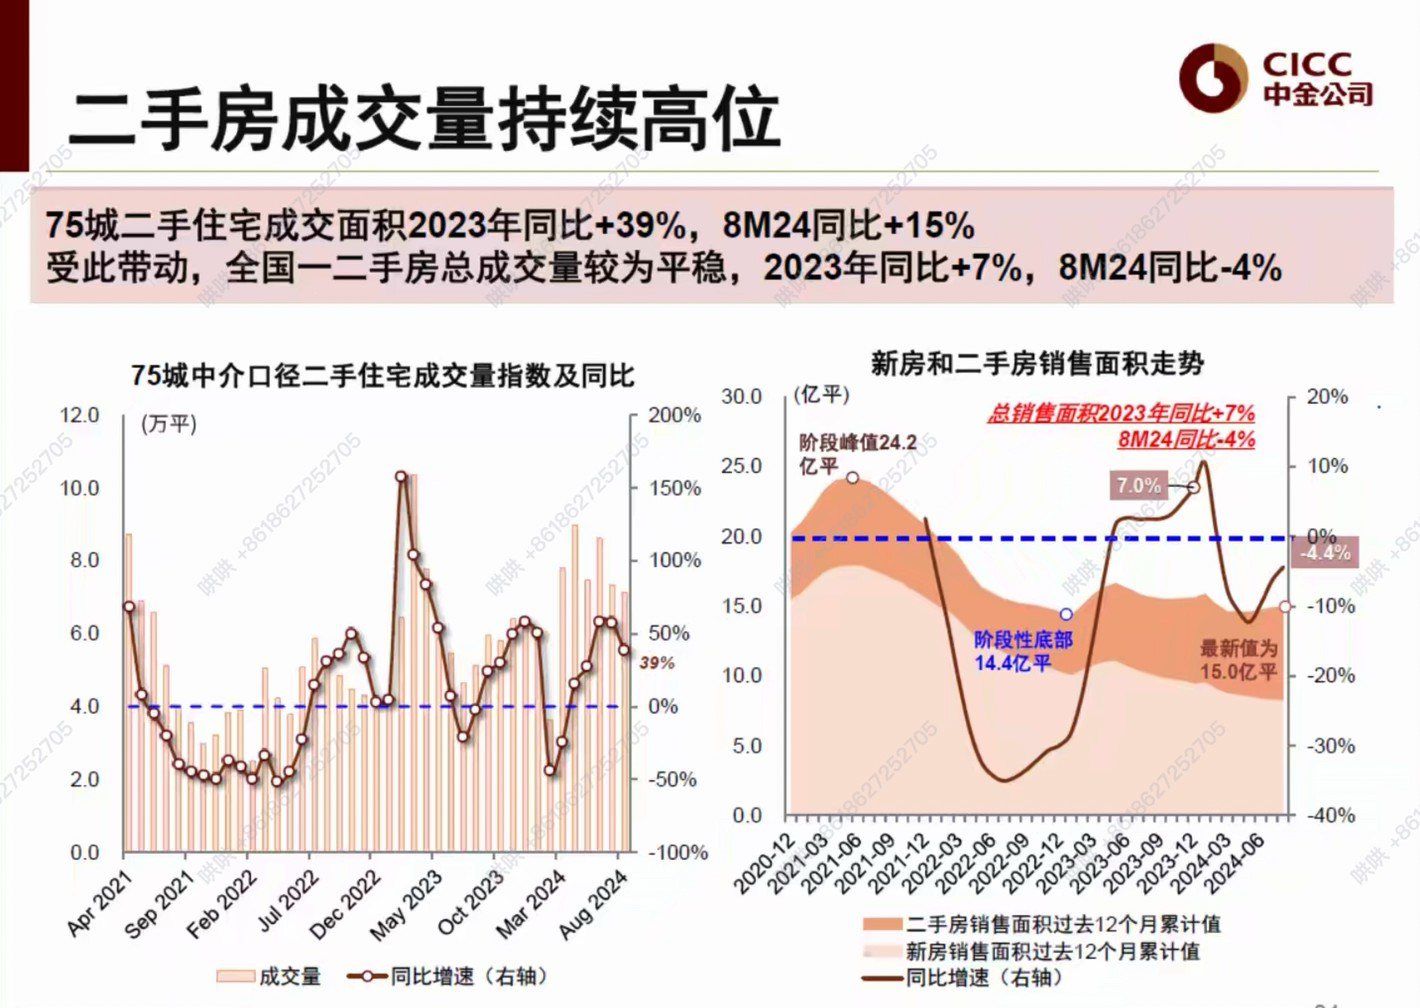 CICC
中金公司
二手房成交量持续高位
75城二手住宅成交面积2023年同比+39%，8M24同比+15%
受此带动，全国一二手房总成交量较为平稳，2023年同比+7%，8M24同比-4%
75城中介口径二手住宅成交量指数及同比
(万平)
12.0
10.0
8.0
6.0
4.0
2.0
0.0
200%
150%
100%
50%
39%
0%
-50%
-100%
Apr 2021
Sep 2021
Feb 2022
Jul 2022
Dec 2022
May 2023
Oct 2023
Mar 2024
Aug 2024
成交量
同比增速（右轴）
新房和二手房销售面积走势
(亿平)
30.0
25.0
20.0
15.0
10.0
5.0
0.0
总销售面积2023年同比+7%
8M24同比-4%
阶段峰值24.2
亿平
7.0%
-4.4%
阶段性底部
14.4亿平
最新值为
15.0亿平
20%
10%
0%
-10%
-20%
-30%
-40%
2020-12
2021-03
2021-06
2021-09
2021-12
2022-03
2022-06
2022-09
2022-12
2023-03
2023-06
2023-09
2023-12
2024-03
2024-06
二手房销售面积过去12个月累计值
新房销售面积过去12个月累计值
同比增速（右轴）
哄哄 +8618627252705